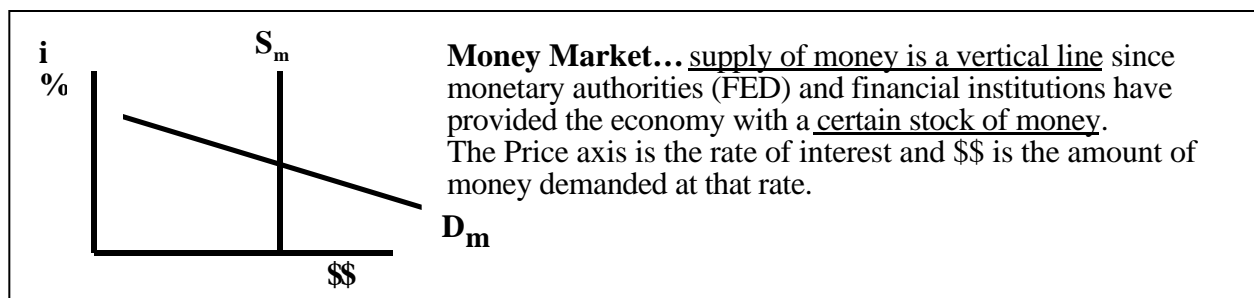 i
%
S_m
Money Market… supply of money is a vertical line since
monetary authorities (FED) and financial institutions have
provided the economy with a certain stock of money.
The Price axis is the rate of interest and $$ is the amount of
money demanded at that rate.
D_m
$$